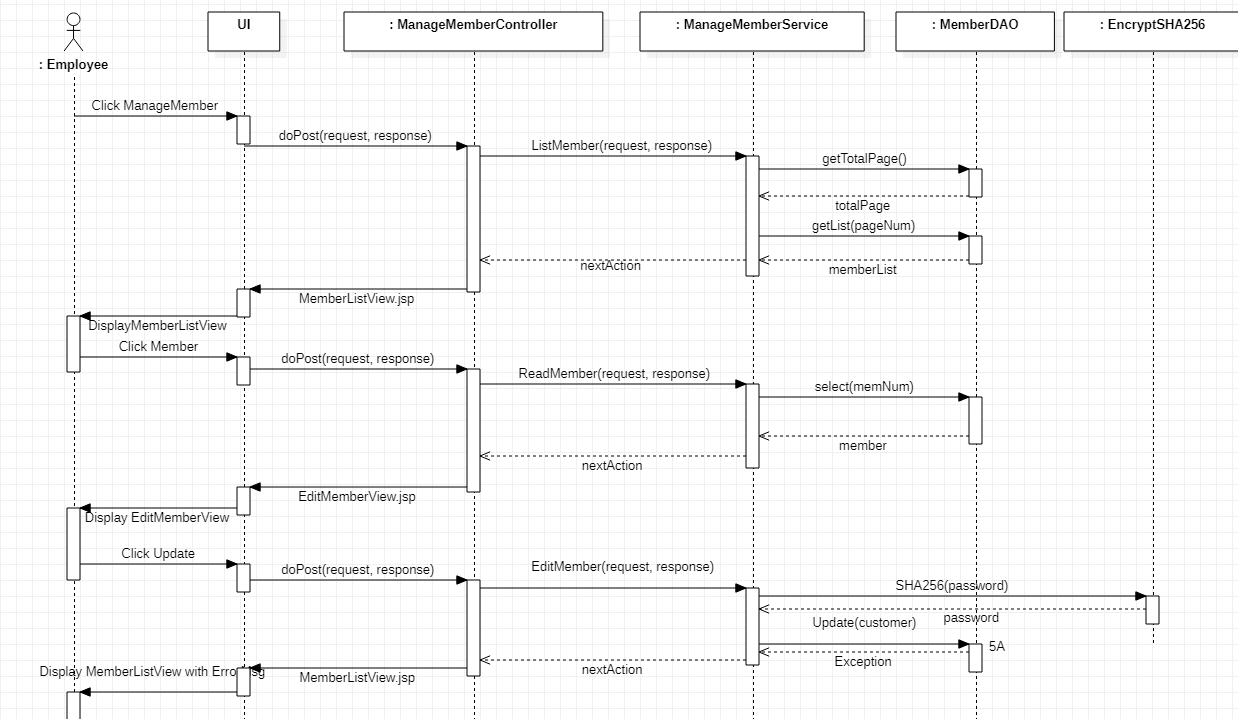 UI
: ManageMemberController
: ManageMemberService
: MemberDAO
: EncryptSHA256
: Employee
Click ManageMember
doPost(request, response)
ListMember(request, response)
getTotalPage()
totalPage
getList(pageNum)
nextAction
memberList
MemberListView.jsp
DisplayMemberListView
Click Member
doPost(request, response)
ReadMember(request, response)
select(memNum)
member
nextAction
EditMemberView.jsp
Display EditMemberView
Click Update
doPost(request, response)
EditMember(request, response)
SHA256(password)
password
Update(customer)
5A
Exception
nextAction
Display MemberListView with Error Msg
MemberListView.jsp